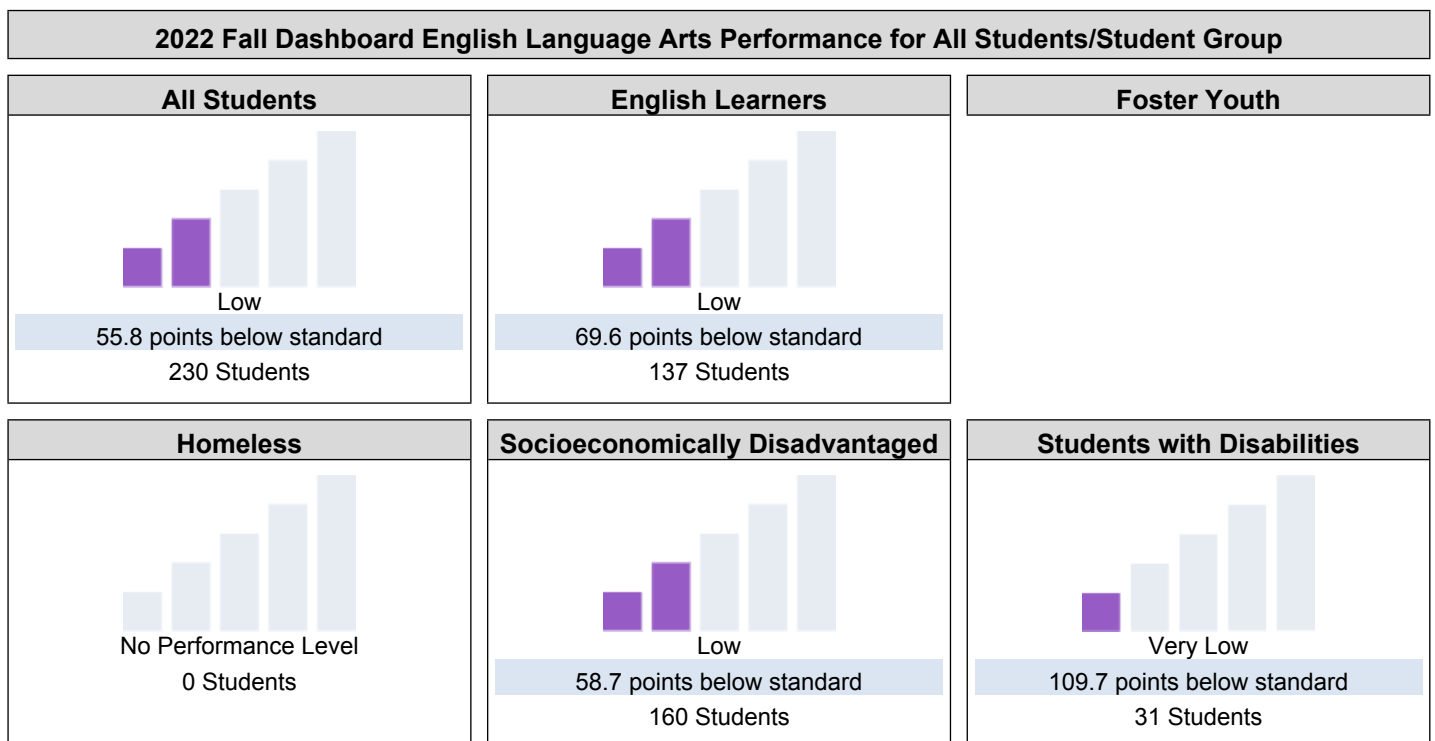 2022 Fall Dashboard English Language Arts Performance for All Students/Student Group
All Students
Low
55.8 points below standard
230 Students
English Learners
Low
69.6 points below standard
137 Students
Foster Youth
Homeless
No Performance Level
0 Students
Socioeconomically Disadvantaged
Low
58.7 points below standard
160 Students
Students with Disabilities
Very Low
109.7 points below standard
31 Students